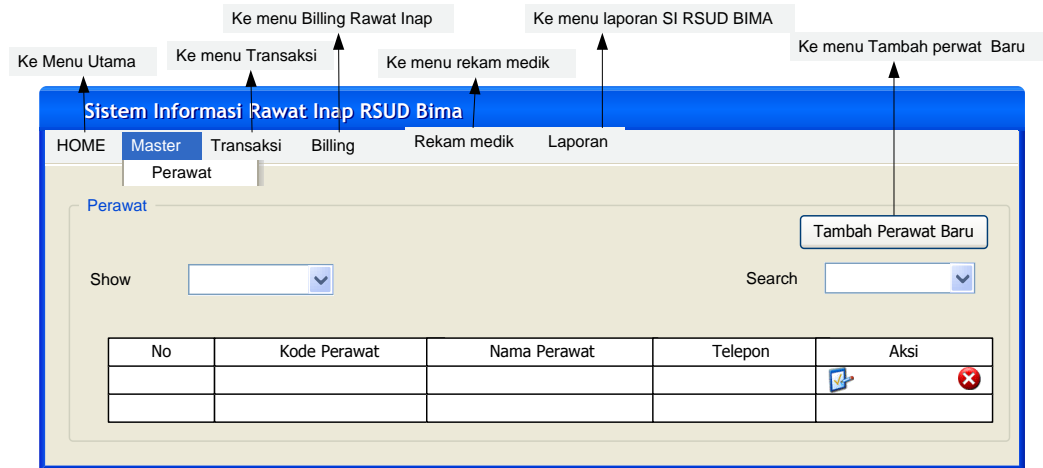 Ke menu Billing Rawat Inap
Ke menu laporan SI RSUD BIMA
Ke menu Tambah perwat Baru
Ke Menu Utama
Ke menu Transaksi
Ke menu rekam medik
Sistem Informasi Rawat Inap RSUD Bima
HOME Master Transaksi Billing Rekam medik Laporan
Perawat
Perawat
Tambah Perawat Baru
Show Search
No Kode Perawat Nama Perawat Telepon Aksi